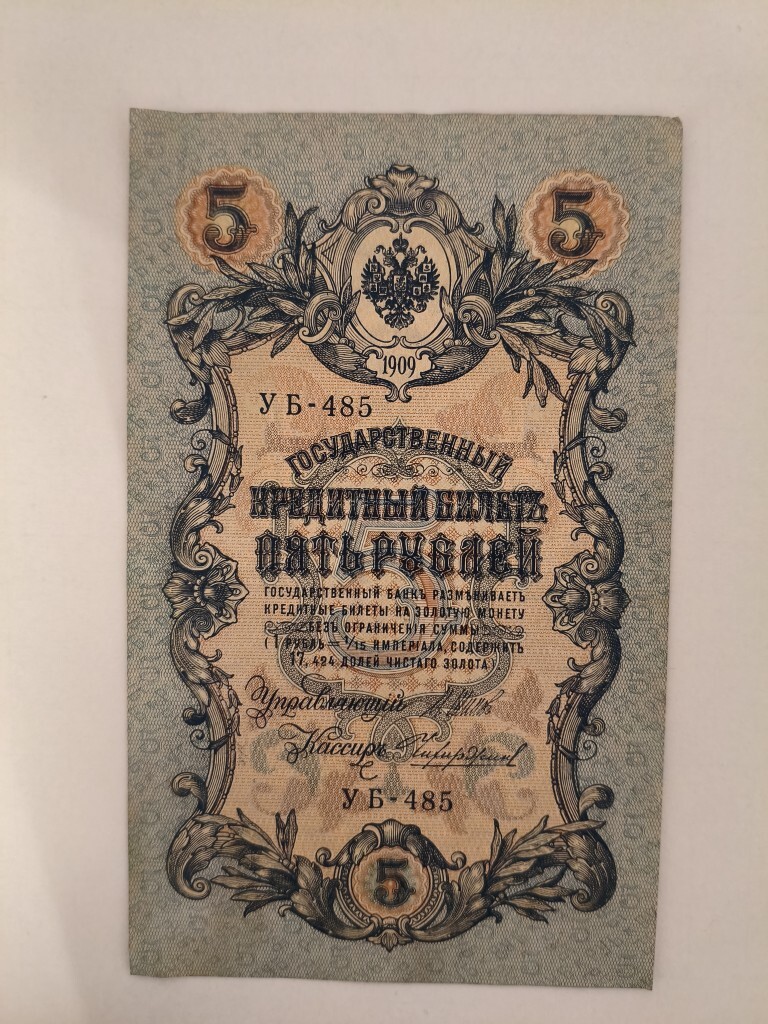 5 5
1909
УБ-485
ГОСУДАРСТВЕННЫЙ
КРЕДИТНЫЙ БИЛЕТЪ
ПЯТЬ РУБЛЕЙ
ГОСУДАРСТВЕННЫЙ БАНКЪ РАЗМѢНИВАЕТЪ
КРЕДИТНЫЕ БИЛЕТЫ НА ЗОЛОТУЮ МОНЕТУ
БЕЗЪ ОГРАНИЧЕНІЯ СУММЫ
(1 РУБЛЬ = 1/15 ИМПЕРІАЛА, СОДЕРЖИТЪ
17,424 ДОЛЕЙ ЧИСТАГО ЗОЛОТА)
Управляющій
Кассиръ
УБ-485
5